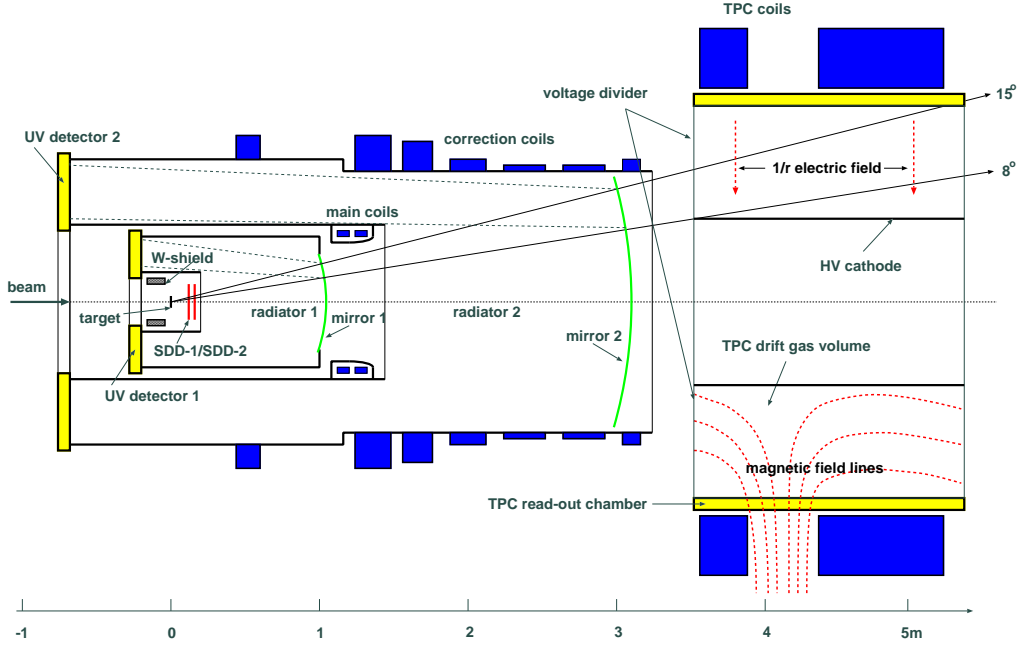 TPC coils
voltage divider
15°
UV detector 2
correction coils
1/r electric field
8°
main coils
W-shield
HV cathode
beam
target
radiator 1
mirror 1
radiator 2
mirror 2
SDD-1/SDD-2
TPC drift gas volume
UV detector 1
magnetic field lines
TPC read-out chamber
-1 0 1 2 3 4 5m